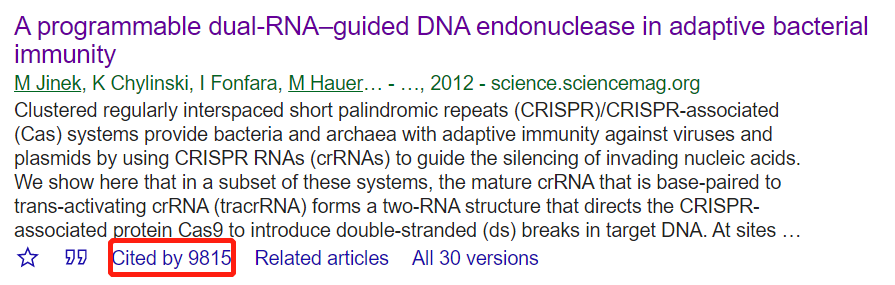 A programmable dual-RNA–guided DNA endonuclease in adaptive bacterial
immunity
M Jinek, K Chylinski, I Fonfara, M Hauer… - …, 2012 - science.sciencemag.org
Clustered regularly interspaced short palindromic repeats (CRISPR)/CRISPR-associated
(Cas) systems provide bacteria and archaea with adaptive immunity against viruses and
plasmids by using CRISPR RNAs (crRNAs) to guide the silencing of invading nucleic acids.
We show here that in a subset of these systems, the mature crRNA that is base-paired to
trans-activating crRNA (tracrRNA) forms a two-RNA structure that directs the CRISPR-
associated protein Cas9 to introduce double-stranded (ds) breaks in target DNA. At sites …
Cited by 9815 Related articles All 30 versions